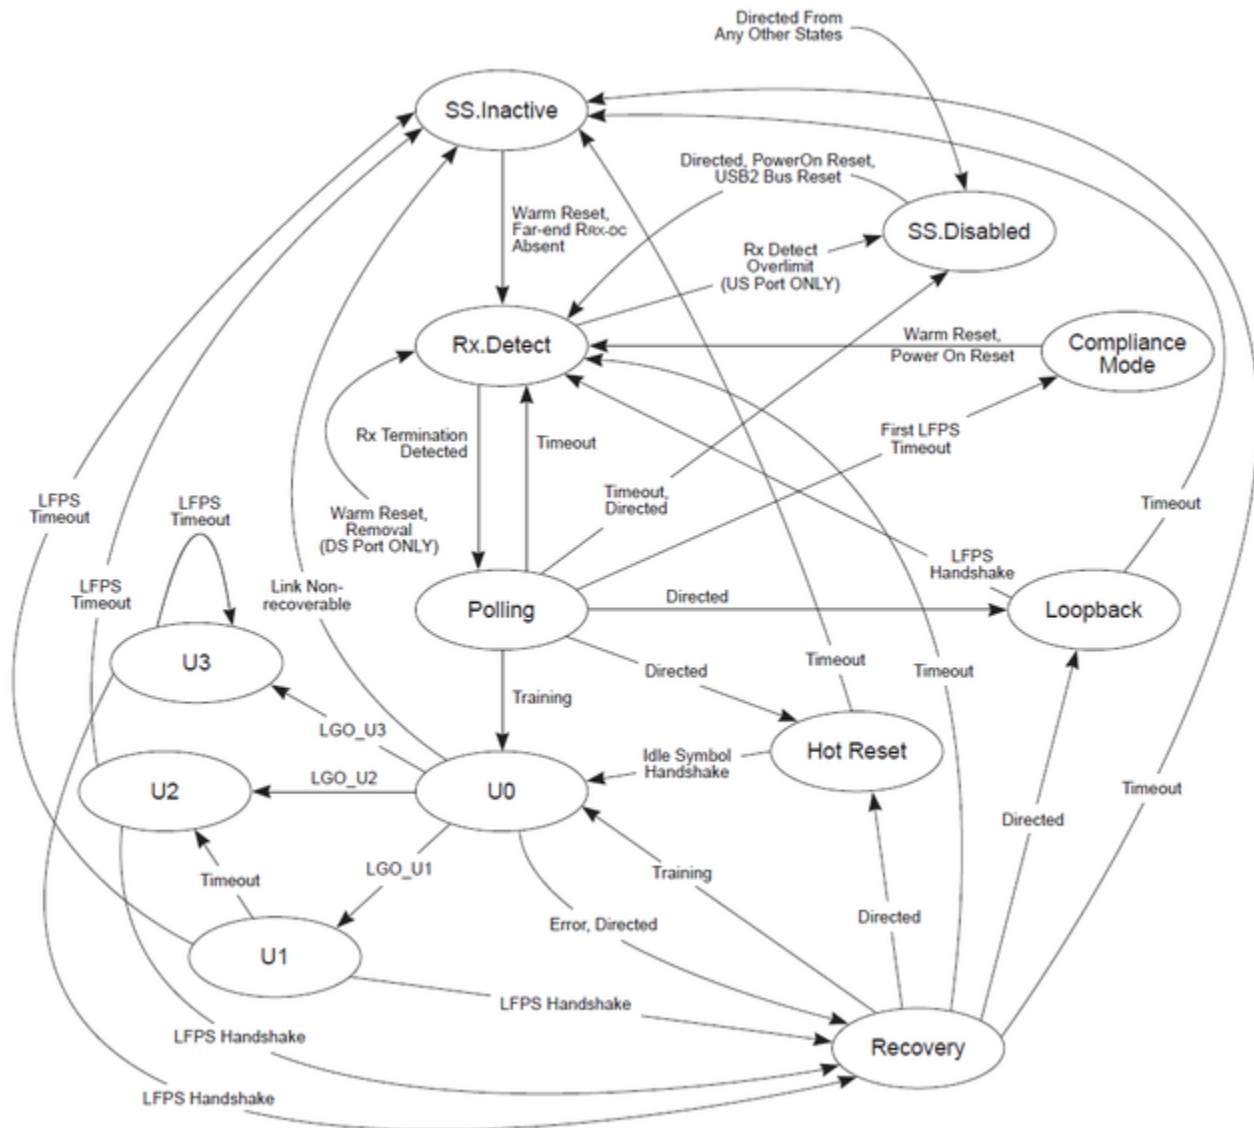 Directed From
Any Other States
SS.Inactive
Directed, PowerOn Reset,
USB2 Bus Reset
Warm Reset,
Far-end RRX-DC
Absent
SS.Disabled
Rx Detect
Overlimit
(US Port ONLY)
Rx.Detect
Warm Reset,
Power On Reset
Compliance
Mode
Rx Termination
Detected
Timeout
First LFPS
Timeout
LFPS
Timeout
LFPS
Timeout
Warm Reset,
Removal
(DS Port ONLY)
Timeout,
Directed
Timeout
LFPS
Timeout
Link Non-
recoverable
LFPS
Handshake
Polling
Directed
Loopback
U3
Directed
Timeout
Timeout
Training
LGO_U3
Idle Symbol
Handshake
Hot Reset
U2
LGO_U2
U0
Timeout
Directed
LGO_U1
Timeout
Training
Error, Directed
Directed
U1
LFPS Handshake
LFPS Handshake
Recovery
LFPS Handshake